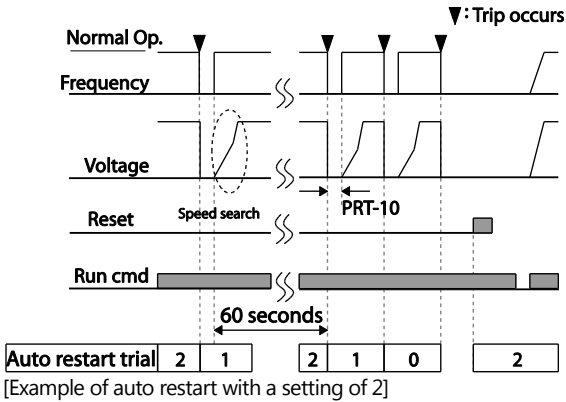 ▼: Trip occurs
Normal Op.
Frequency
Voltage
PRT-10
Reset
Speed search
Run cmd
60 seconds
Auto restart trial 2 1 2 1 0 2
[Example of auto restart with a setting of 2]